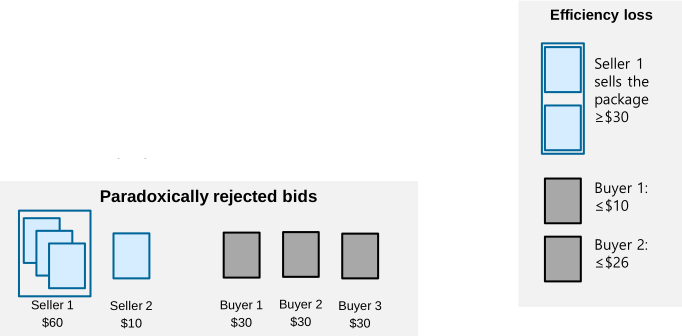 Efficiency loss
Seller 1
sells the
package
≥$30
Buyer 1:
≤$10
Buyer 2:
≤$26
Paradoxically rejected bids
Seller 1
$60
Seller 2
$10
Buyer 1
$30
Buyer 2
$30
Buyer 3
$30